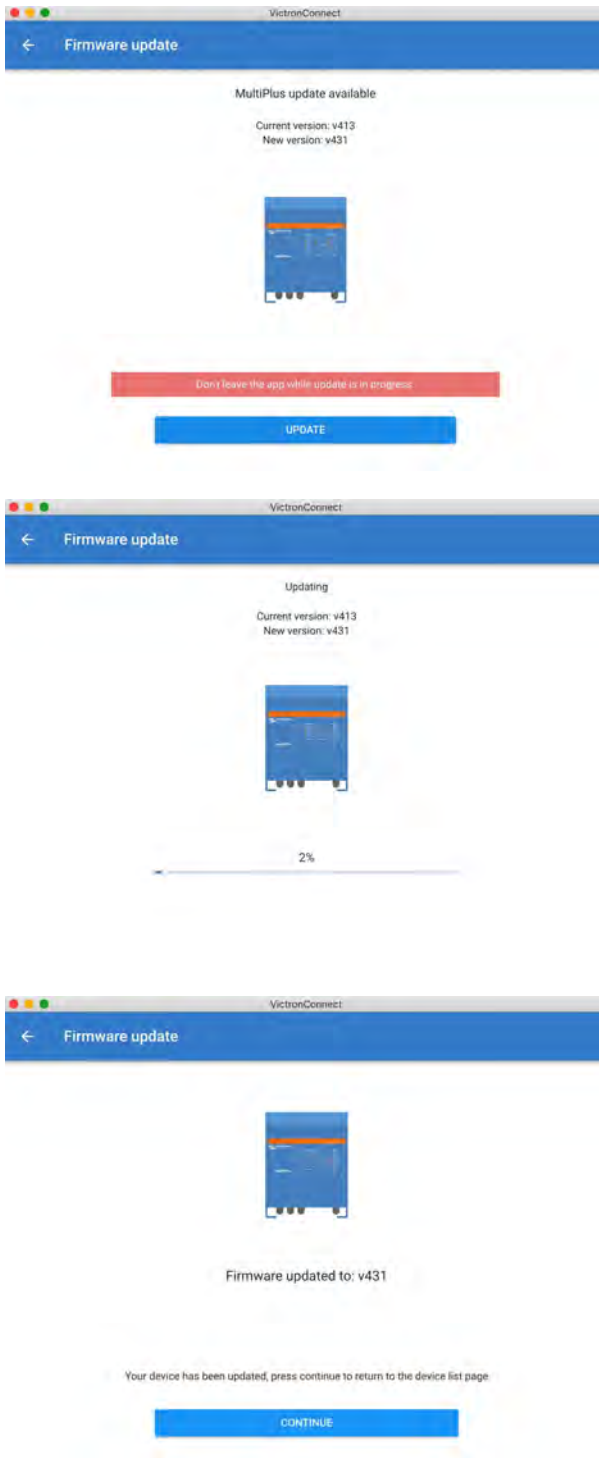 VictronConnect
Firmware update
MultiPlus update available
Current version: v413
New version: v431
Don't leave the app while update is in progress
UPDATE
VictronConnect
Firmware update
Updating
Current version: v413
New version: v431
2%
VictronConnect
Firmware update
Firmware updated to: v431
Your device has been updated, press continue to return to the device list page
CONTINUE